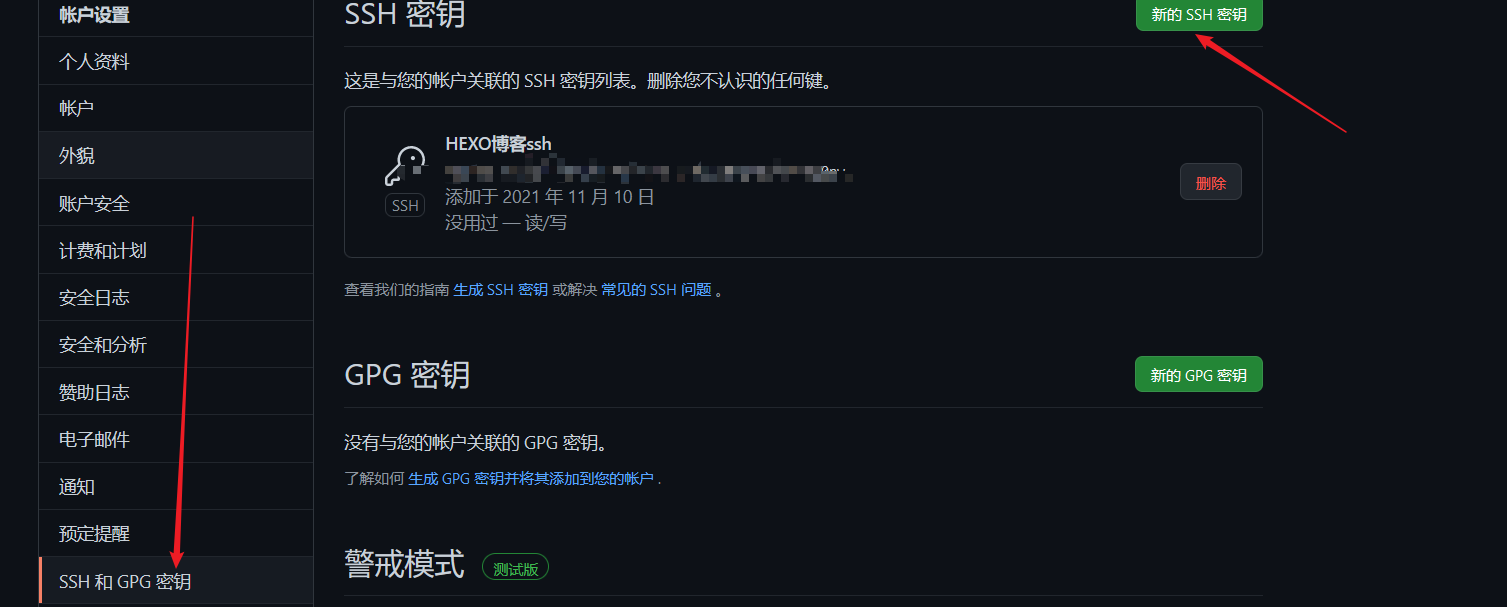 帐户设置
个人资料
帐户
外貌
账户安全
计费和计划
安全日志
安全和分析
赞助日志
电子邮件
通知
预定提醒
SSH 和 GPG 密钥
SSH 密钥
新的 SSH 密钥
这是与您的帐户关联的 SSH 密钥列表。删除您不认识的任何键。
HEXO博客ssh
SSH
添加于 2021 年 11 月 10 日
没用过 — 读/写
删除
查看我们的指南 生成 SSH 密钥 或解决 常见的 SSH 问题 。
GPG 密钥
新的 GPG 密钥
没有与您的帐户关联的 GPG 密钥。
了解如何 生成 GPG 密钥并将其添加到您的帐户 .
警戒模式
测试版